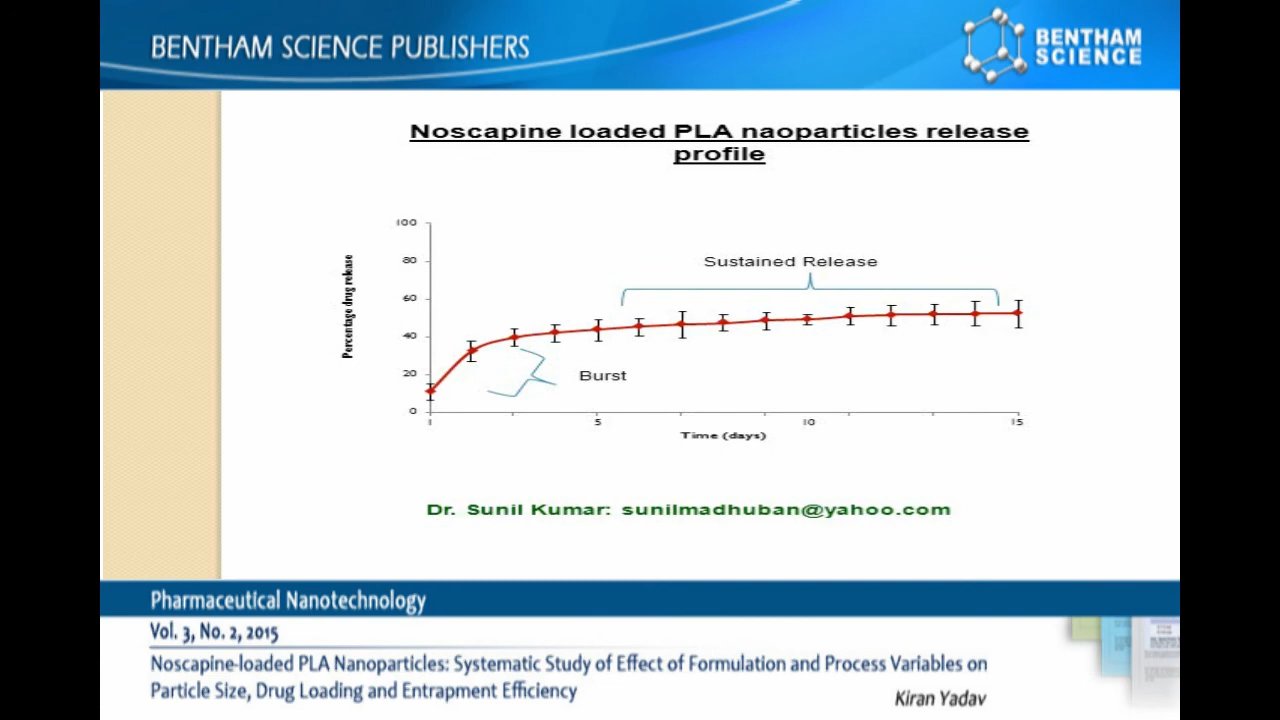 BENTHAM SCIENCE PUBLISHERS
BENTHAM
SCIENCE
Noscapine loaded PLA naoparticles release
profile
Percentage drug release
100
80
60
40
20
0
Sustained Release
Burst
1
5
10
15
Time (days)
Dr. Sunil Kumar: sunilmadhuban@yahoo.com
Pharmaceutical Nanotechnology
Vol. 3, No. 2, 2015
Noscapine-loaded PLA Nanoparticles: Systematic Study of Effect of Formulation and Process Variables on
Particle Size, Drug Loading and Entrapment Efficiency
Kiran Yadav